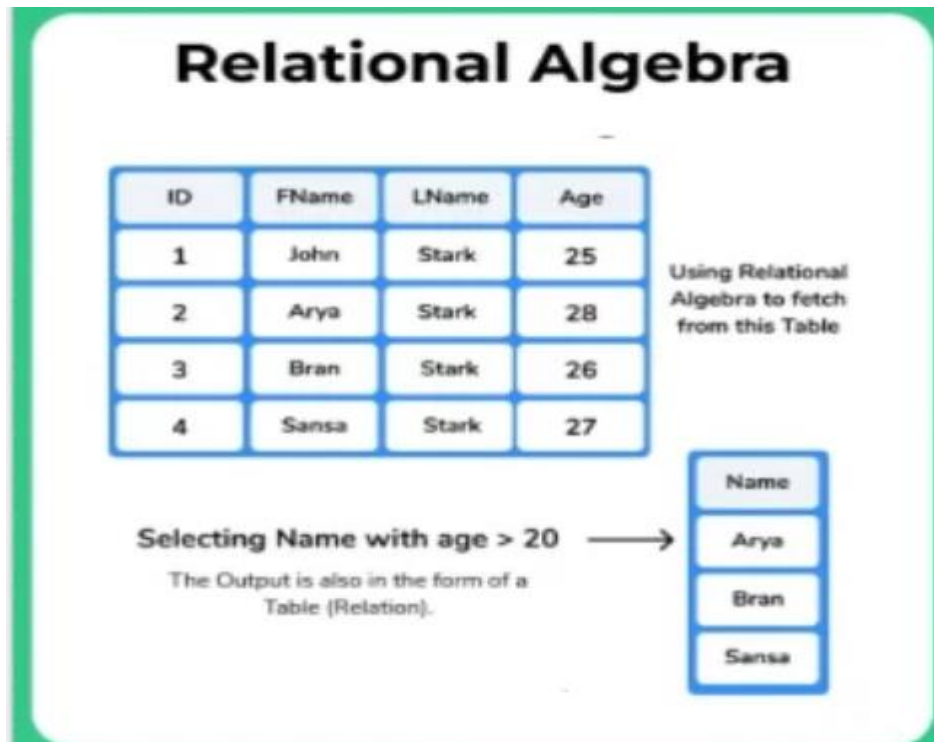 Relational Algebra
ID FName LName Age
1 John Stark 25
2 Arya Stark 28
3 Bran Stark 26
4 Sansa Stark 27
Using Relational
Algebra to fetch
from this Table
Selecting Name with age > 20
The Output is also in the form of a
Table (Relation).
Name
Arya
Bran
Sansa